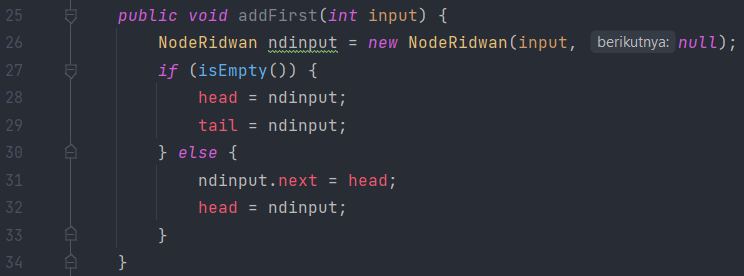 25 public void addFirst(int input) {
26 NodeRidwan ndinput = new NodeRidwan(input, berikutnya: null);
27 if (isEmpty()) {
28 head = ndinput;
29 tail = ndinput;
30 } else {
31 ndinput.next = head;
32 head = ndinput;
33 }
34 }